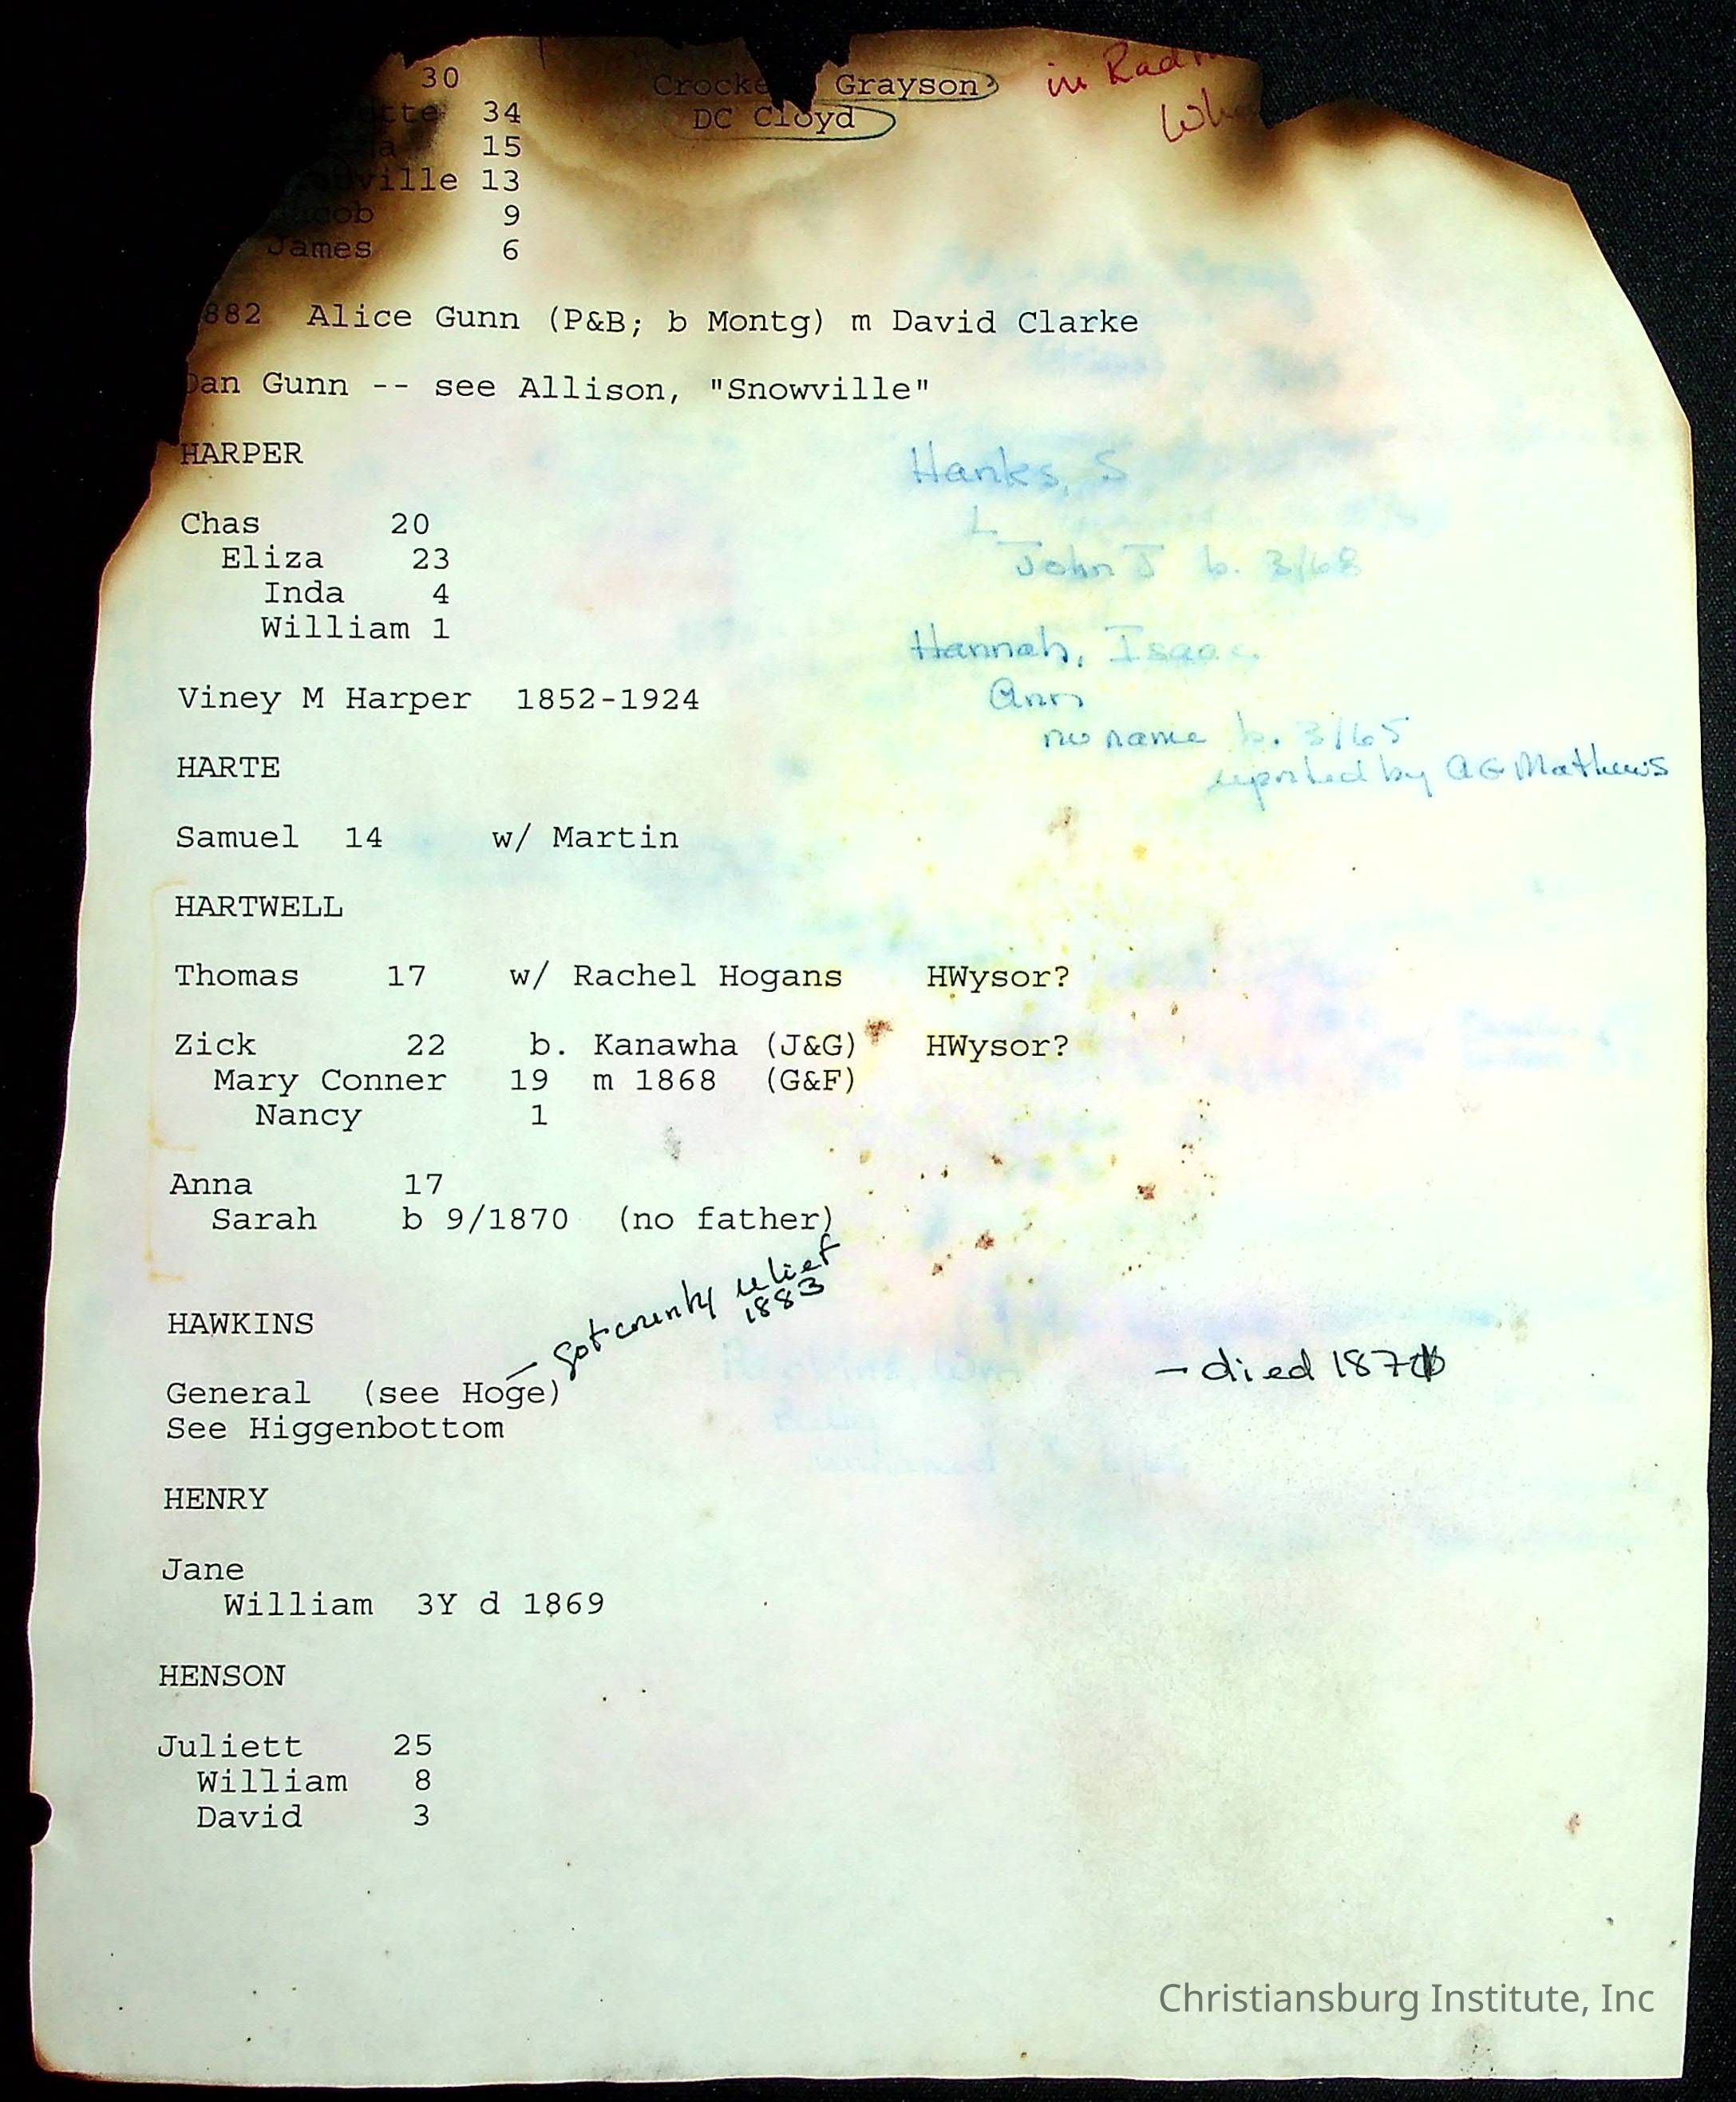 30 Crocke Grayson in
34 DC Cloyd
15
ville 13
cob 9
James 6
1882 Alice Gunn (P&B; b Montg) m David Clarke
Dan Gunn -- see Allison, "Snowville"
HARPER
Hanks, S
Chas 20
L
Eliza 23
John J b. 3/68
Inda 4
William 1
Hannah, Isaac
Viney M Harper 1852-1924
Ann
no name b. 3/65
HARTE
reported by AG Mathews
Samuel 14 w/ Martin
HARTWELL
Thomas 17 w/ Rachel Hogans HWysor?
Zick 22 b. Kanawha (J&G) HWysor?
Mary Conner 19 m 1868 (G&F)
Nancy 1
Anna 17
Sarah b 9/1870 (no father)
HAWKINS
— got county relief
1883
— died 187
General (see Hoge)
See Higgenbottom
HENRY
Jane
William 3Y d 1869
HENSON
Juliett 25
William 8
David 3
Christiansburg Institute, Inc